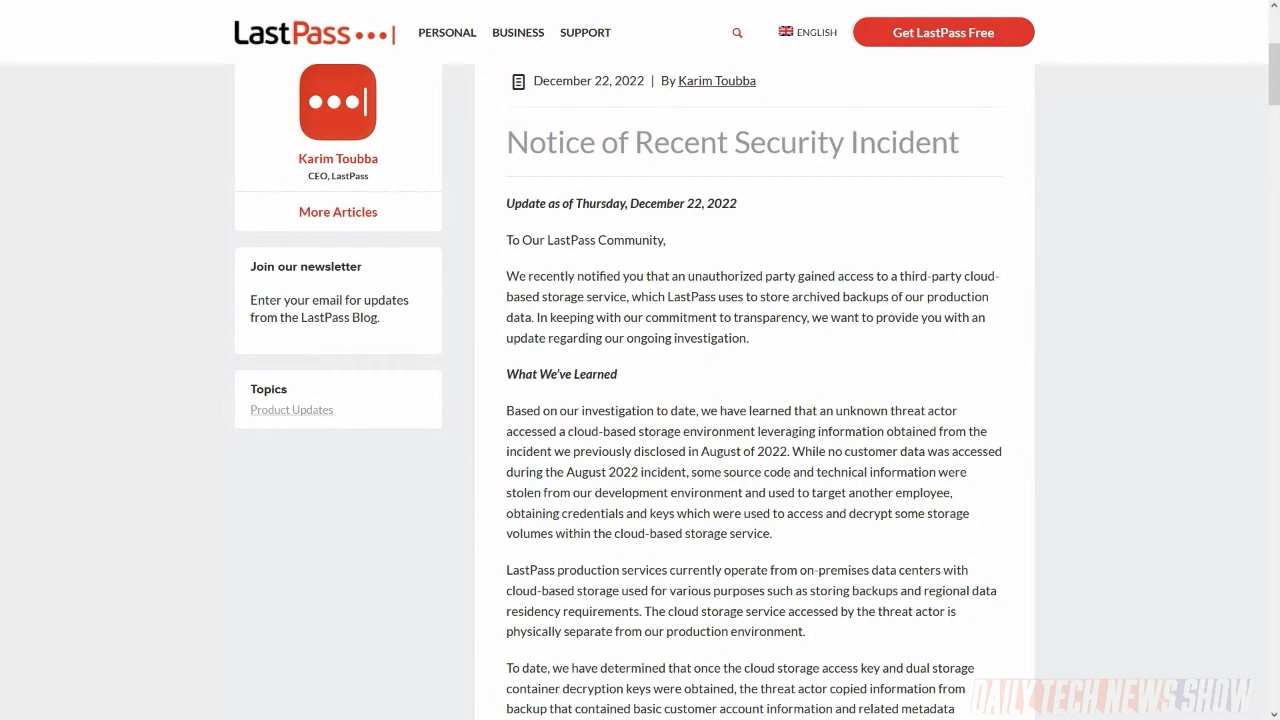 LastPass
PERSONAL BUSINESS SUPPORT
ENGLISH
Get LastPass Free
Karim Toubba
CEO, LastPass
More Articles
Join our newsletter
Enter your email for updates
from the LastPass Blog.
Topics
Product Updates
December 22, 2022 | By Karim Toubba
Notice of Recent Security Incident
Update as of Thursday, December 22, 2022
To Our LastPass Community,
We recently notified you that an unauthorized party gained access to a third-party cloud-
based storage service, which LastPass uses to store archived backups of our production
data. In keeping with our commitment to transparency, we want to provide you with an
update regarding our ongoing investigation.
What We've Learned
Based on our investigation to date, we have learned that an unknown threat actor
accessed a cloud-based storage environment leveraging information obtained from the
incident we previously disclosed in August of 2022. While no customer data was accessed
during the August 2022 incident, some source code and technical information were
stolen from our development environment and used to target another employee,
obtaining credentials and keys which were used to access and decrypt some storage
volumes within the cloud-based storage service.
LastPass production services currently operate from on-premises data centers with
cloud-based storage used for various purposes such as storing backups and regional data
residency requirements. The cloud storage service accessed by the threat actor is
physically separate from our production environment.
To date, we have determined that once the cloud storage access key and dual storage
container decryption keys were obtained, the threat actor copied information from
backup that contained basic customer account information and related metadata
DAILY TECH NEWS SHOW